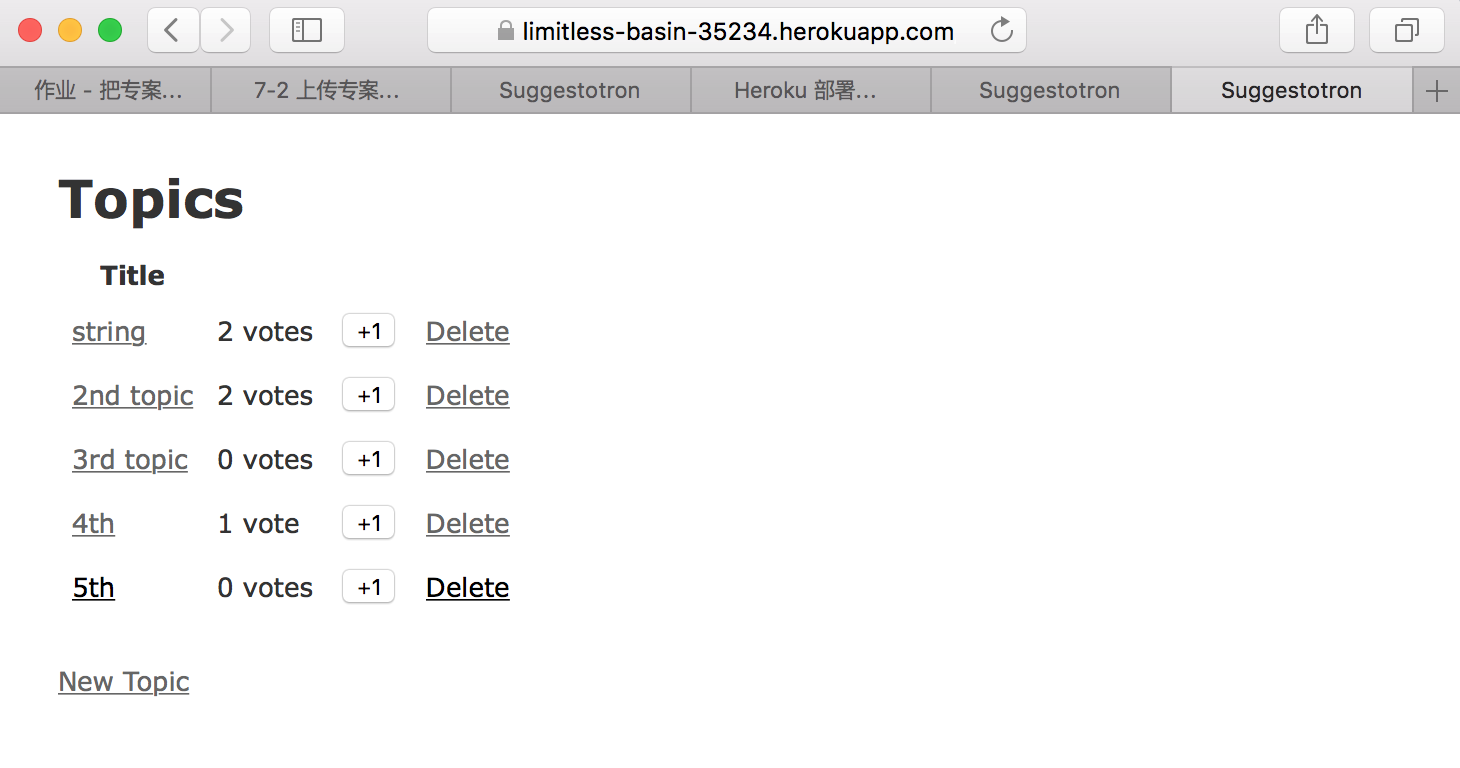 limitless-basin-35234.herokuapp.com
作业 - 把专案... 7-2 上传专案... Suggestotron Heroku 部署... Suggestotron Suggestotron
Topics
Title
string 2 votes +1 Delete
2nd topic 2 votes +1 Delete
3rd topic 0 votes +1 Delete
4th 1 vote +1 Delete
5th 0 votes +1 Delete
New Topic